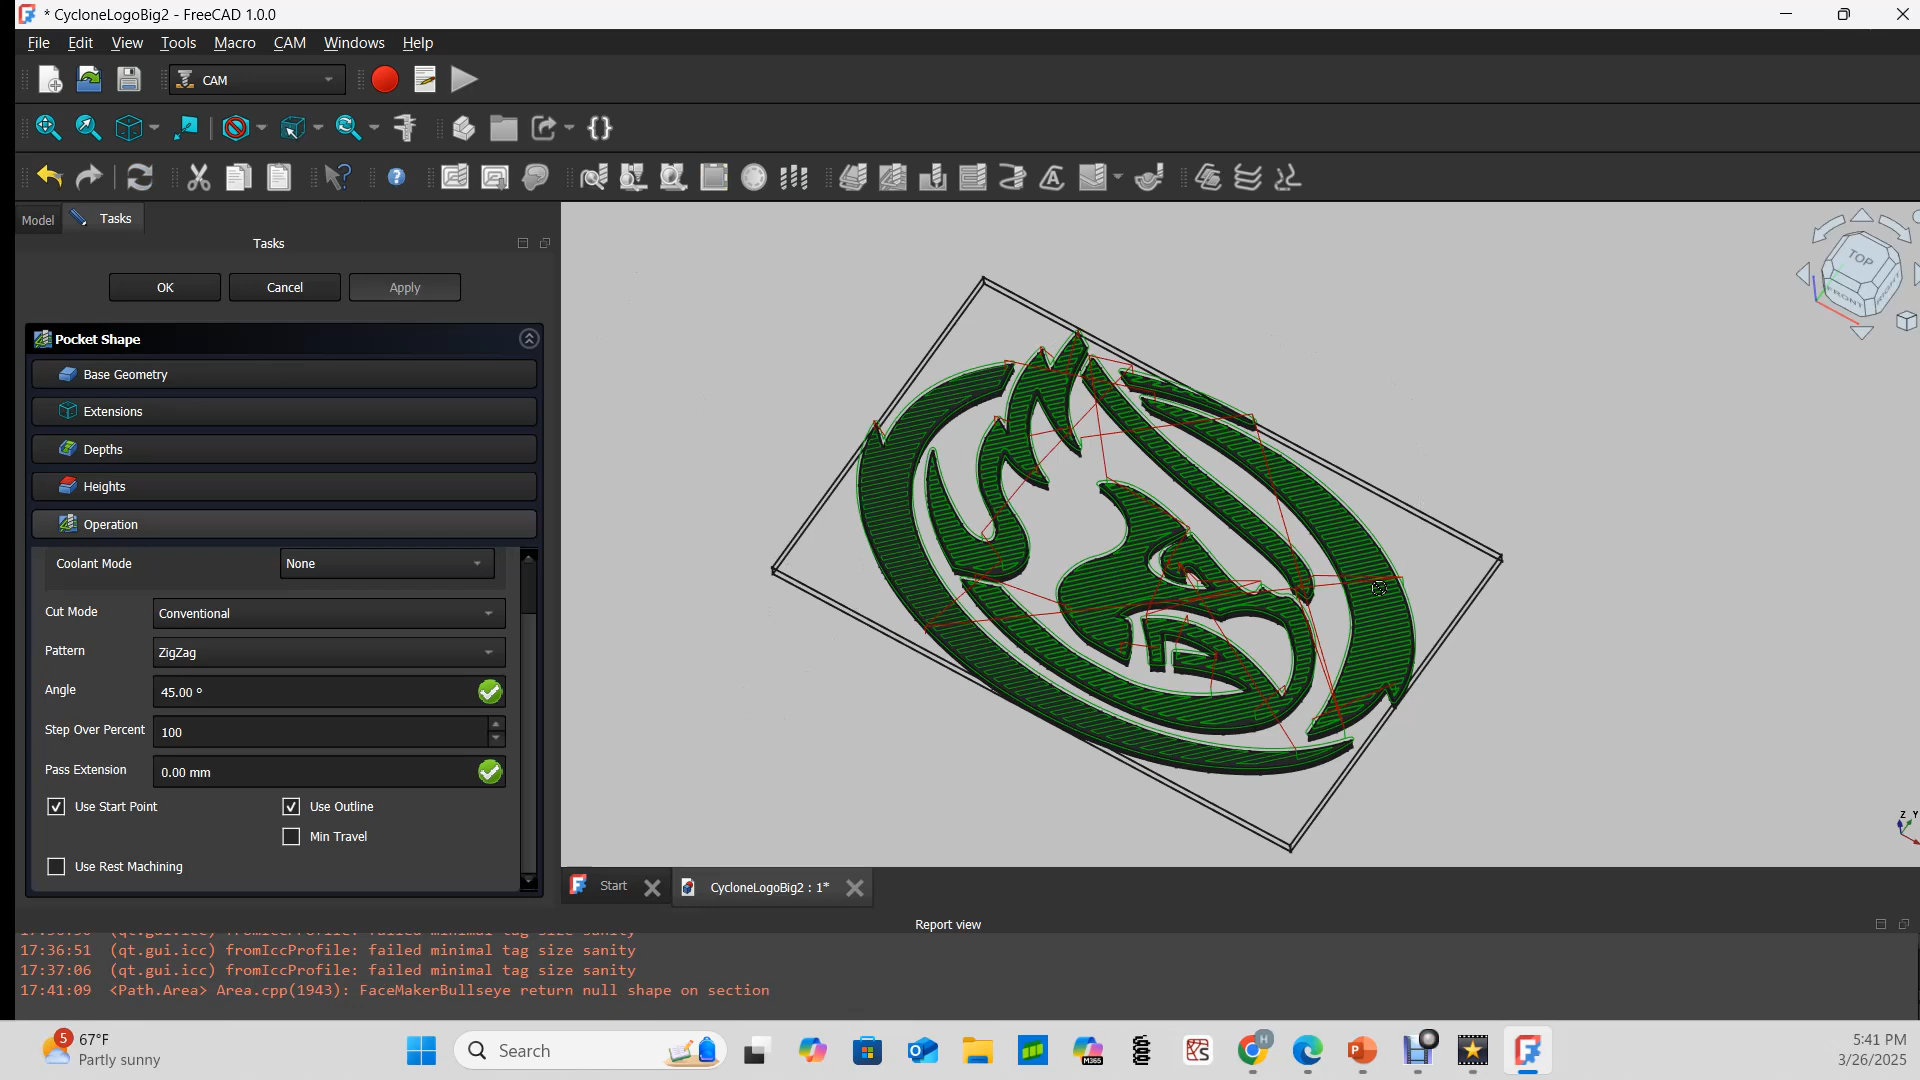 * CycloneLogoBig2 - FreeCAD 1.0.0
File Edit View Tools Macro CAM Windows Help
CAM
Model Tasks
Tasks
OK Cancel Apply
Pocket Shape
Base Geometry
Extensions
Depths
Heights
Operation
Coolant Mode None
Cut Mode Conventional
Pattern ZigZag
Angle 45.00 °
Step Over Percent 100
Pass Extension 0.00 mm
Use Start Point Use Outline
Min Travel
Use Rest Machining
TOP
FRONT
RIGHT
Z Y
Start CycloneLogoBig2 : 1*
Report view
17:36:51 (qt.gui.icc) fromIccProfile: failed minimal tag size sanity
17:37:06 (qt.gui.icc) fromIccProfile: failed minimal tag size sanity
17:41:09 <Path.Area> Area.cpp(1943): FaceMakerBullseye return null shape on section
5
67°F
Partly sunny
Search
M365
H
5:41 PM
3/26/2025